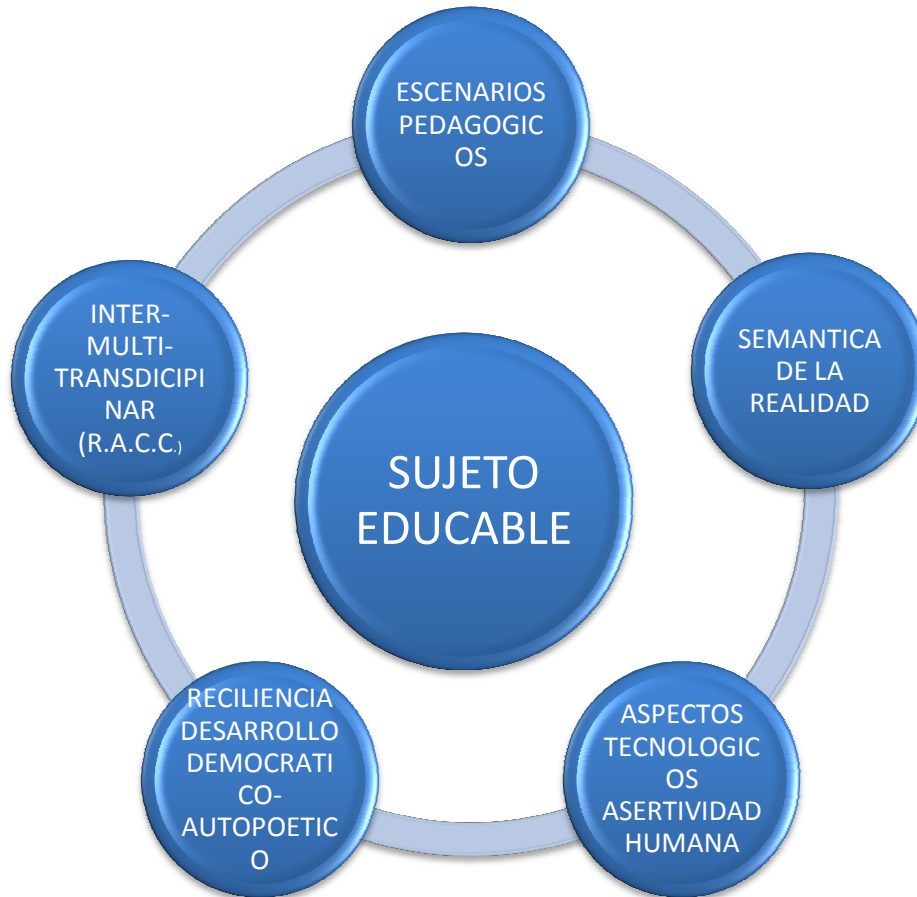 ESCENARIOS
PEDAGOGIC
OS
SEMANTICA
DE LA
REALIDAD
ASPECTOS
TECNOLOGIC
OS
ASERTIVIDAD
HUMANA
RECILIENCIA
DESARROLLO
DEMOCRATI
CO-
AUTOPOETIC
O
INTER-
MULTI-
TRANSDICIPI
NAR
(R.A.C.C.)
SUJETO
EDUCABLE